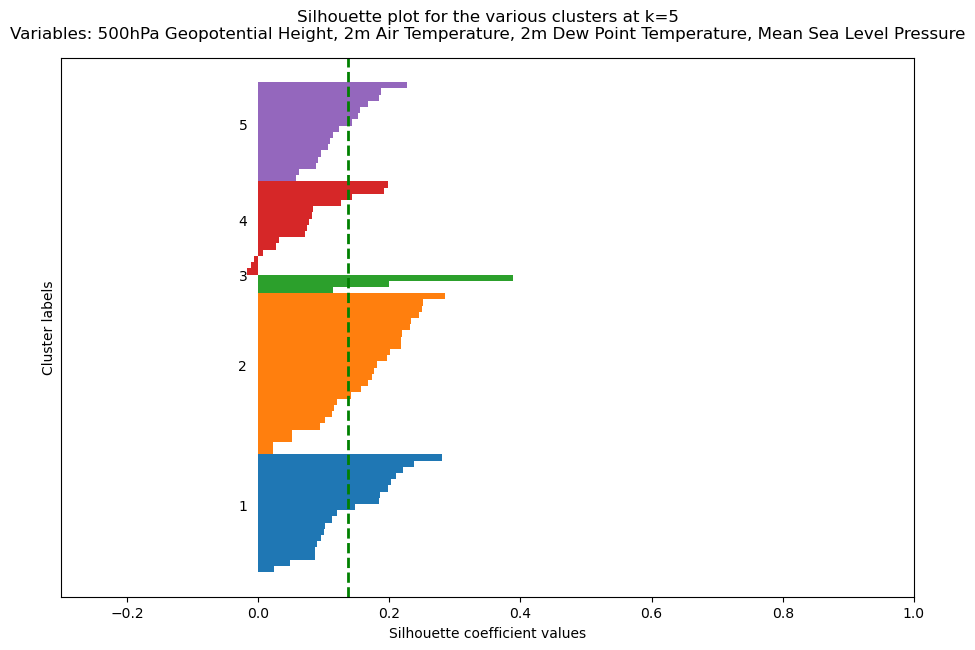 Silhouette plot for the various clusters at k=5
Variables: 500hPa Geopotential Height, 2m Air Temperature, 2m Dew Point Temperature, Mean Sea Level Pressure
Cluster labels
5
4
3
2
1
−0.2 0.0 0.2 0.4 0.6 0.8 1.0
Silhouette coefficient values